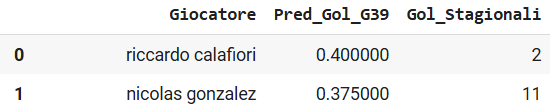 Giocatore Pred_Gol_G39 Gol_Stagionali
0 riccardo calafiori 0.400000 2
1 nicolas gonzalez 0.375000 11